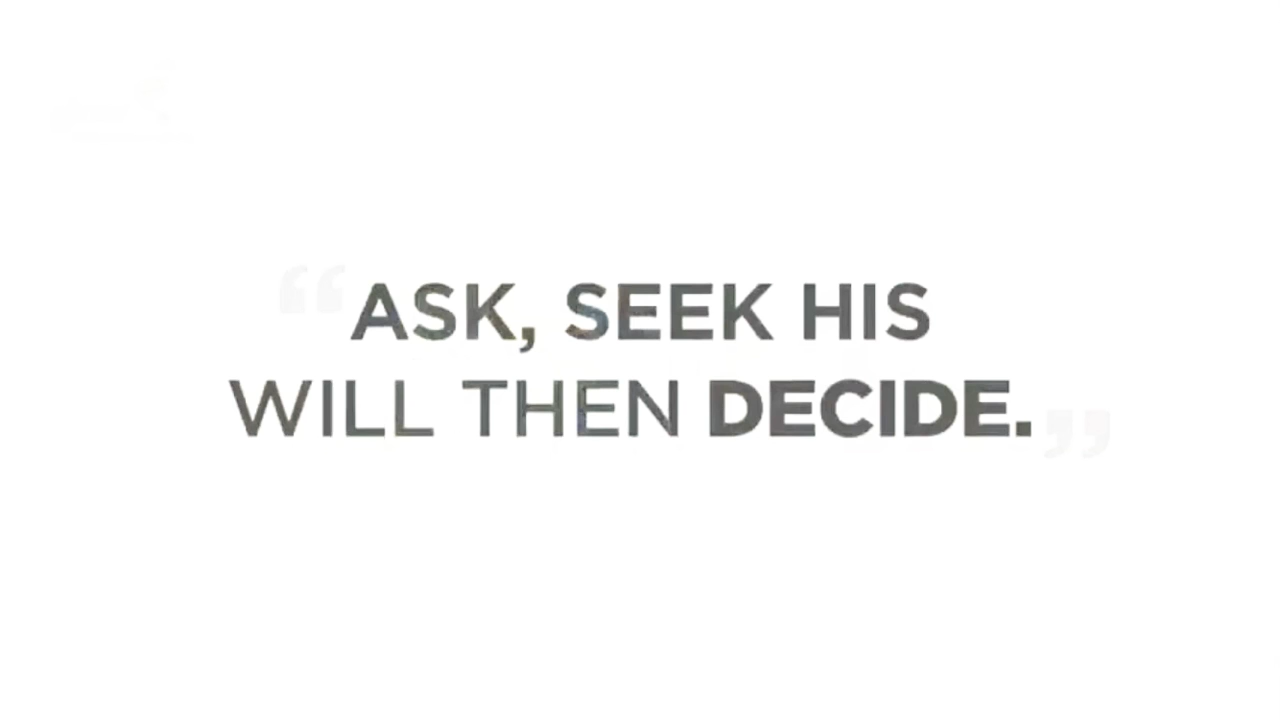 “ASK, SEEK HIS
WILL THEN DECIDE.”